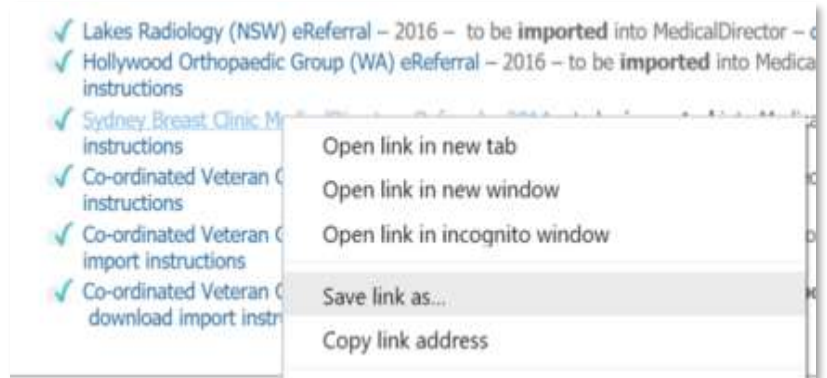 Lakes Radiology (NSW) eReferral – 2016 – to be imported into MedicalDirector –
Hollywood Orthopaedic Group (WA) eReferral – 2016 – to be imported into Medica
instructions
Sydney Breast Clinic
instructions
Open link in new tab
Co-ordinated Veteran
instructions
Open link in new window
Co-ordinated Veteran
import instructions
Open link in incognito window
Co-ordinated Veteran
download import instr
Save link as...
Copy link address